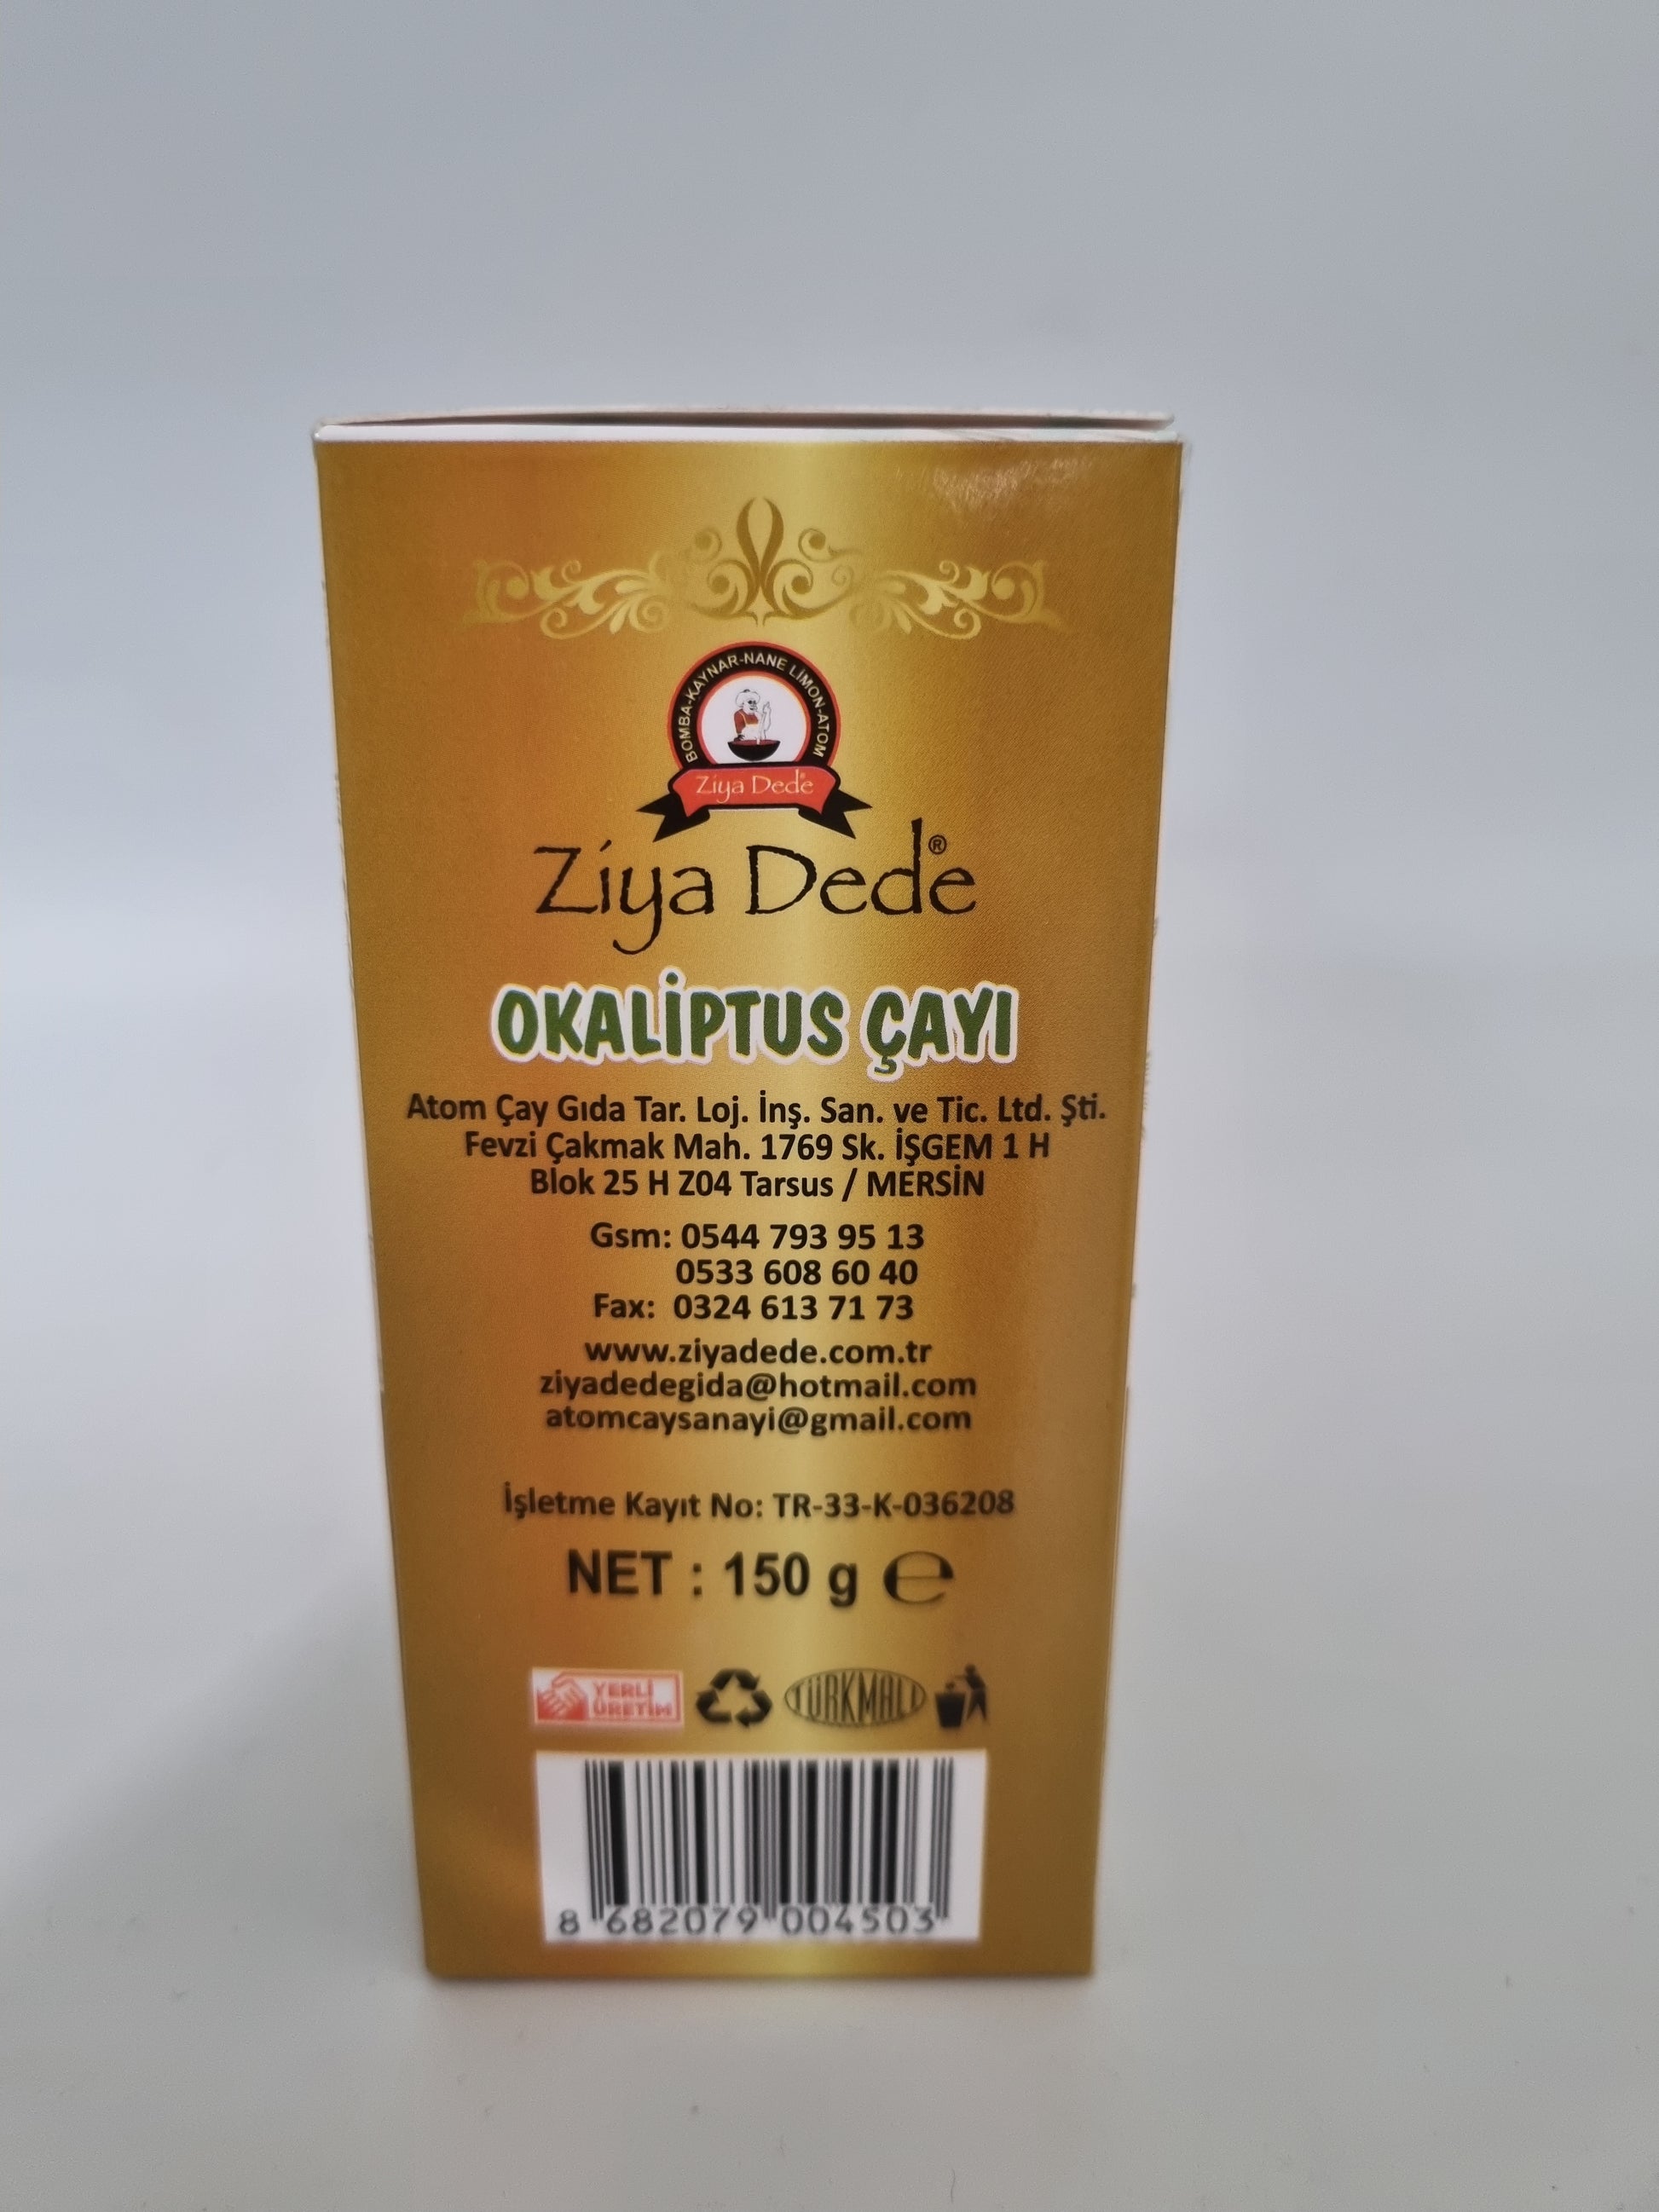 BOMBA-KAYNAR-NANE LİMON-ATOM
Ziya Dede®
Ziya Dede®
OKALİPTUS ÇAYI
Atom Çay Gıda Tar. Loj. İnş. San. ve Tic. Ltd. Şti.
Fevzi Çakmak Mah. 1769 Sk. İŞGEM 1 H
Blok 25 H Z04 Tarsus / MERSİN
Gsm: 0544 793 95 13
0533 608 60 40
Fax: 0324 613 71 73
www.ziyadede.com.tr
ziyadedegida@hotmail.com
atomcaysanayi@gmail.com
İşletme Kayıt No: TR-33-K-036208
NET : 150 g ℮
YERLİ
ÜRETİM
TÜRKMALI
8 682079 004503